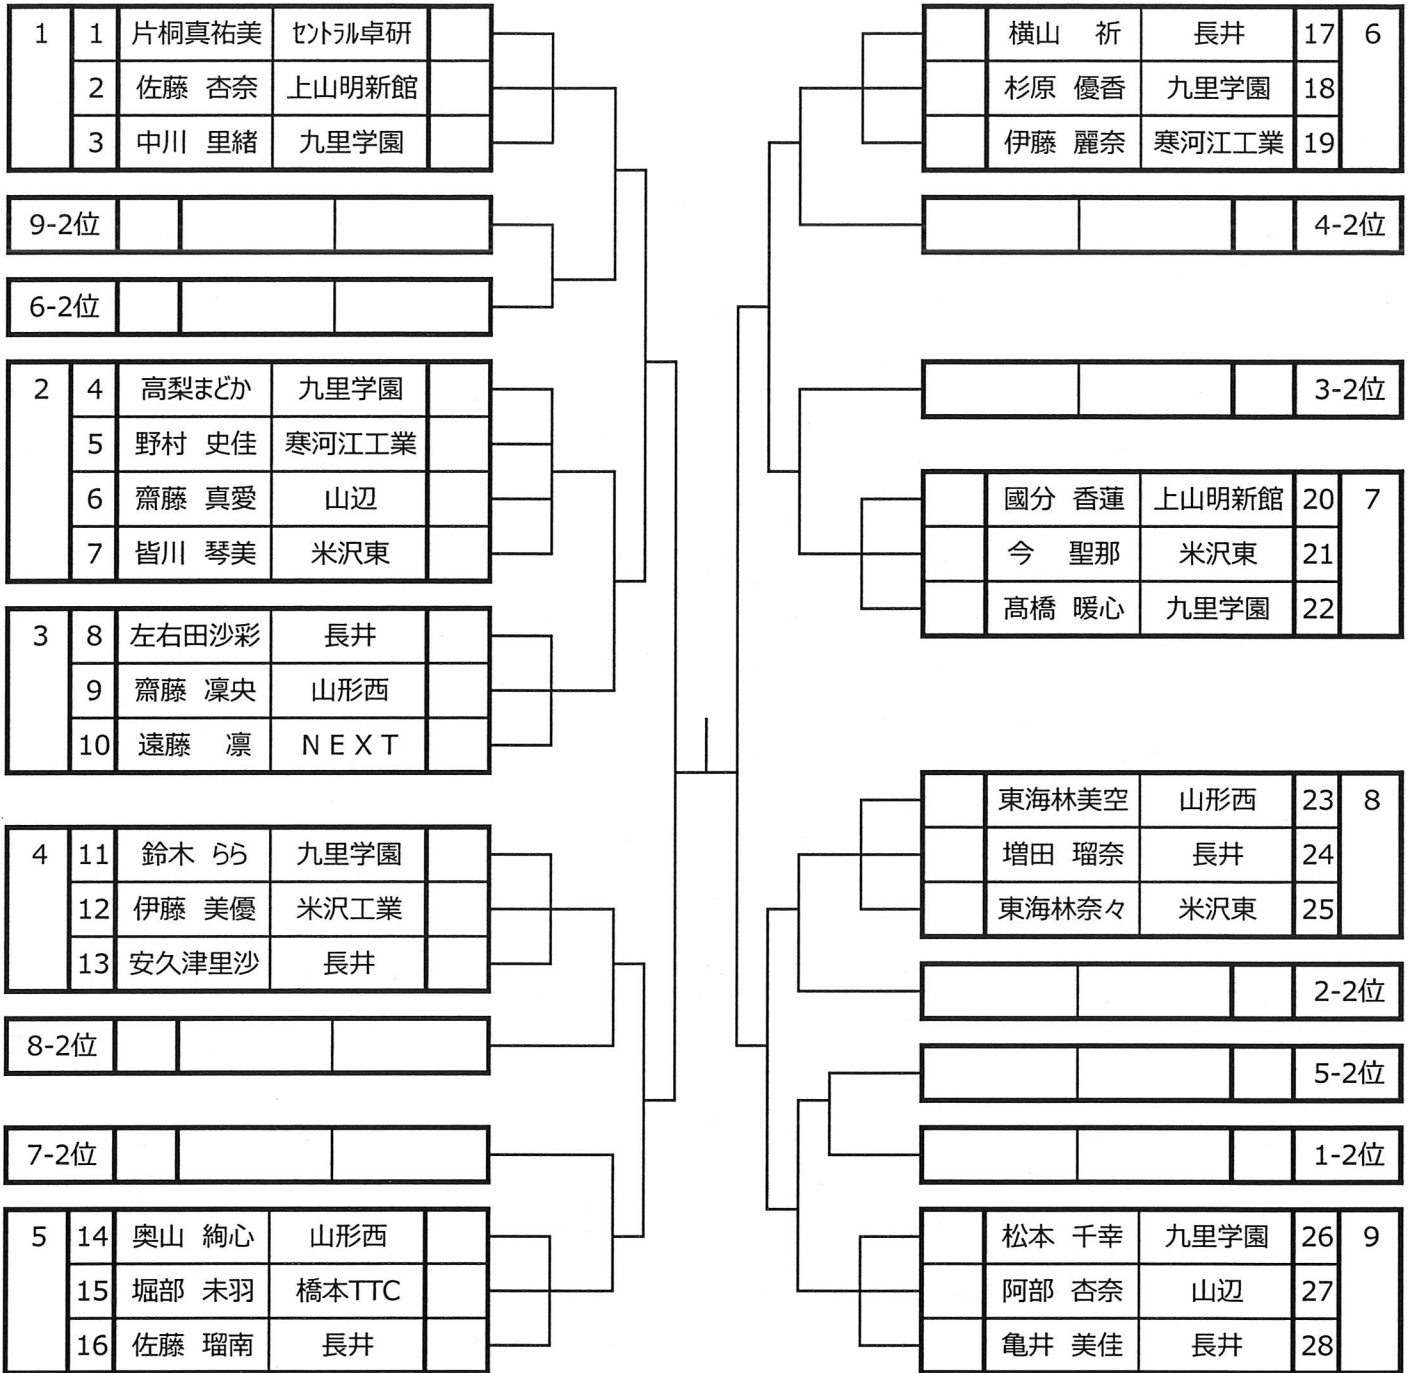 1 1 片桐真祐美 ｾﾝﾄﾗﾙ卓研
2 佐藤 杏奈 上山明新館
3 中川 里緒 九里学園
9-2位
6-2位
2 4 高梨まどか 九里学園
5 野村 史佳 寒河江工業
6 齋藤 真愛 山辺
7 皆川 琴美 米沢東
3 8 左右田沙彩 長井
9 齋藤 凜央 山形西
10 遠藤 凛 ＮＥＸＴ
4 11 鈴木 らら 九里学園
12 伊藤 美優 米沢工業
13 安久津里沙 長井
8-2位
7-2位
5 14 奥山 絢心 山形西
15 堀部 未羽 橋本TTC
16 佐藤 瑠南 長井
横山 祈 長井 17 6
杉原 優香 九里学園 18
伊藤 麗奈 寒河江工業 19
4-2位
3-2位
國分 香蓮 上山明新館 20 7
今 聖那 米沢東 21
髙橋 暖心 九里学園 22
東海林美空 山形西 23 8
増田 瑠奈 長井 24
東海林奈々 米沢東 25
2-2位
5-2位
1-2位
松本 千幸 九里学園 26 9
阿部 杏奈 山辺 27
亀井 美佳 長井 28